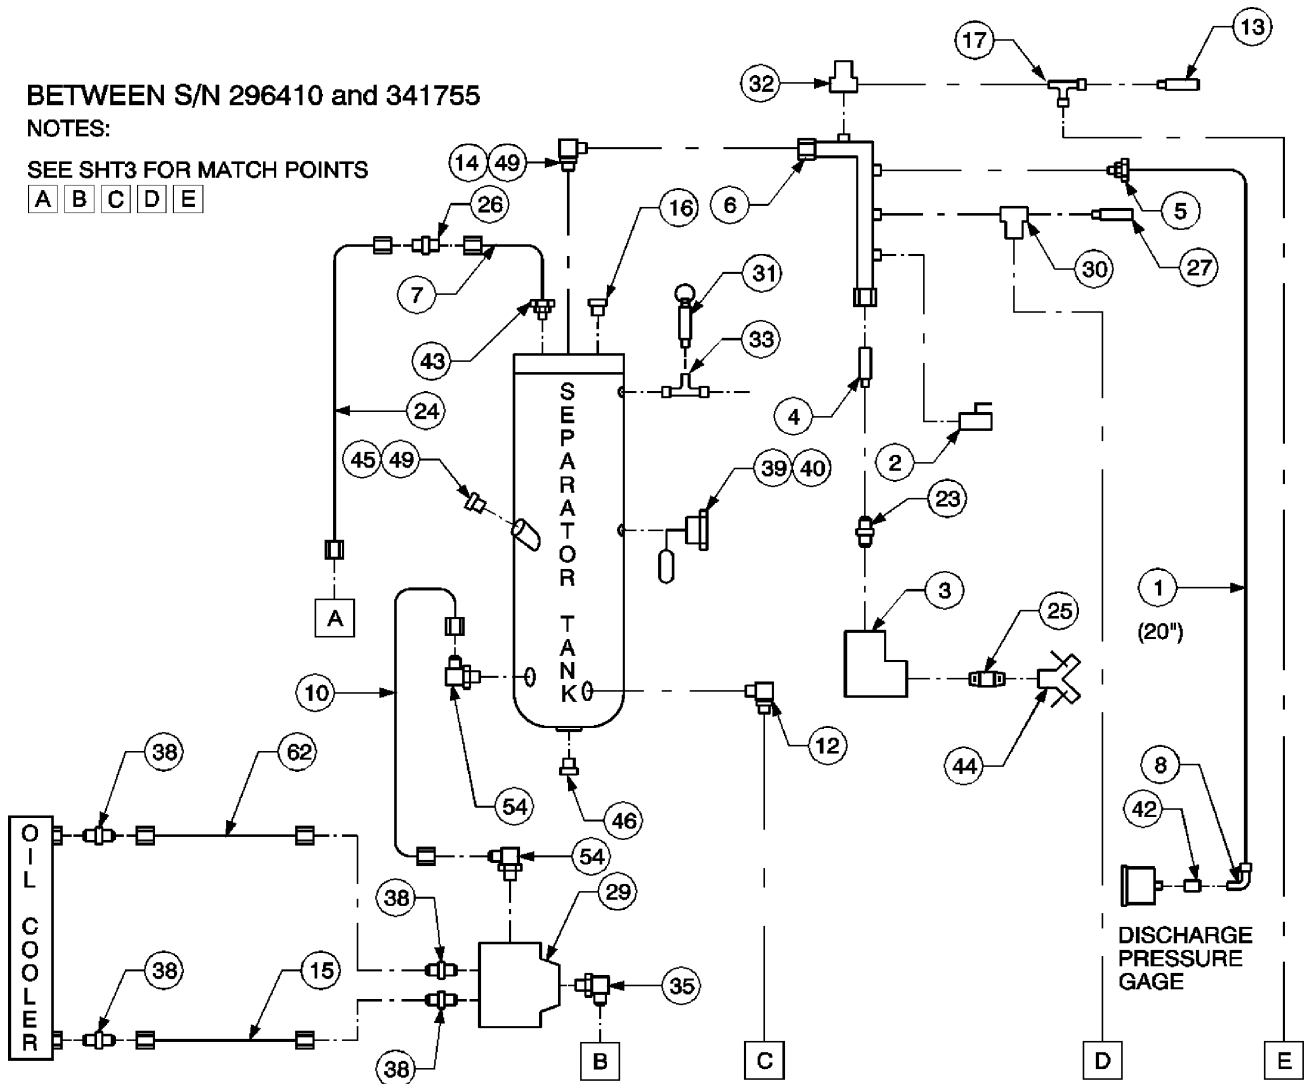 BETWEEN S/N 296410 and 341755
NOTES:
SEE SHT3 FOR MATCH POINTS
A B C D E
17
13
32
14 49
6
5
26
16
7
31
30
27
43
33
24
4
2
45 49
39 40
23
SEPARATOR TANK
3
25
1
(20")
A
10
12
44
38
62
54
46
8
42
54
29
38
OIL COOLER
DISCHARGE
PRESSURE
GAGE
38
15
35
38
B
C
D
E